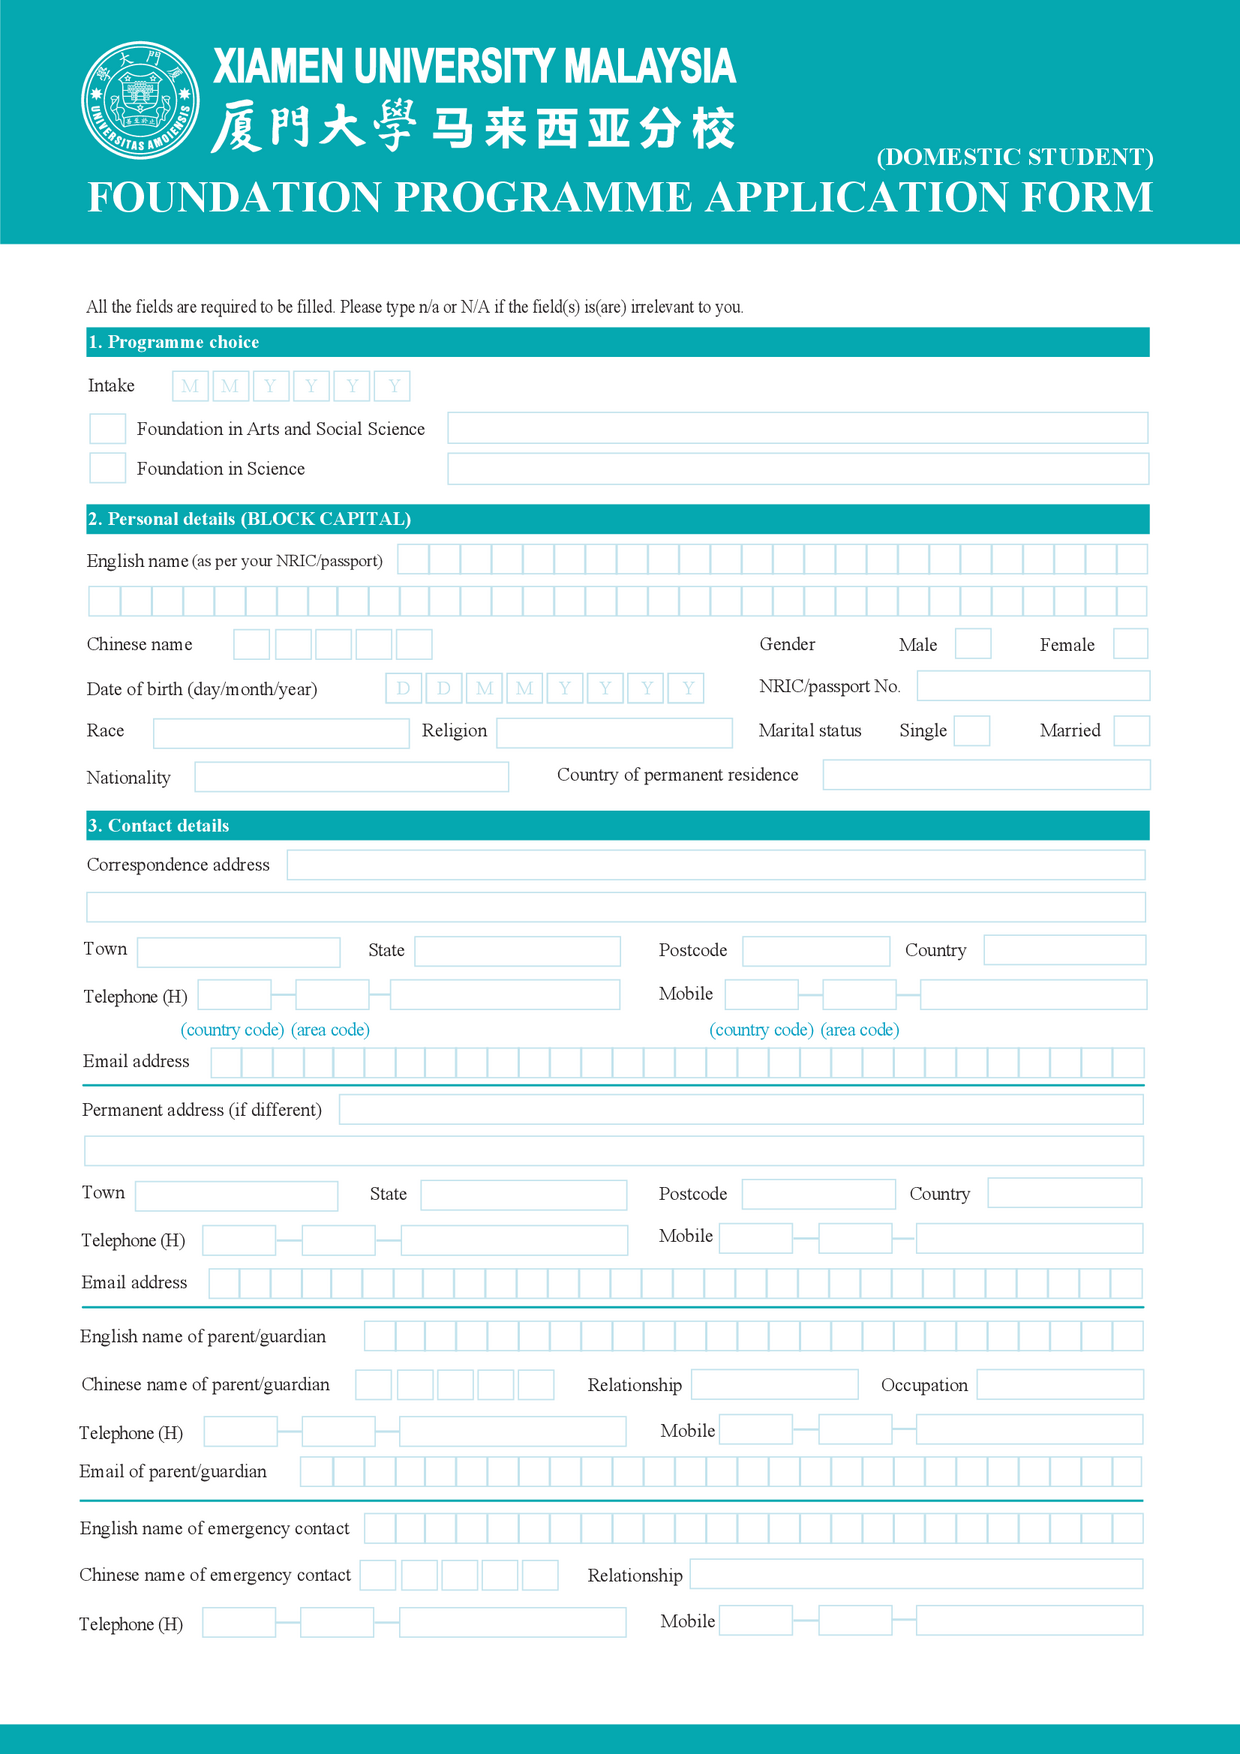 XIAMEN UNIVERSITY MALAYSIA
厦門大學 马来西亚分校
廈門大學
UNIVERSITAS AMOIENSIS
(DOMESTIC STUDENT)
FOUNDATION PROGRAMME APPLICATION FORM
All the fields are required to be filled. Please type n/a or N/A if the field(s) is(are) irrelevant to you.
1. Programme choice
Intake M M Y Y Y Y
Foundation in Arts and Social Science
Foundation in Science
2. Personal details (BLOCK CAPITAL)
English name (as per your NRIC/passport)
Chinese name Gender Male Female
Date of birth (day/month/year) D D M M Y Y Y Y NRIC/passport No.
Race Religion Marital status Single Married
Nationality Country of permanent residence
3. Contact details
Correspondence address
Town State Postcode Country
Telephone (H) Mobile
(country code) (area code) (country code) (area code)
Email address
Permanent address (if different)
Town State Postcode Country
Telephone (H) Mobile
Email address
English name of parent/guardian
Chinese name of parent/guardian Relationship Occupation
Telephone (H) Mobile
Email of parent/guardian
English name of emergency contact
Chinese name of emergency contact Relationship
Telephone (H) Mobile